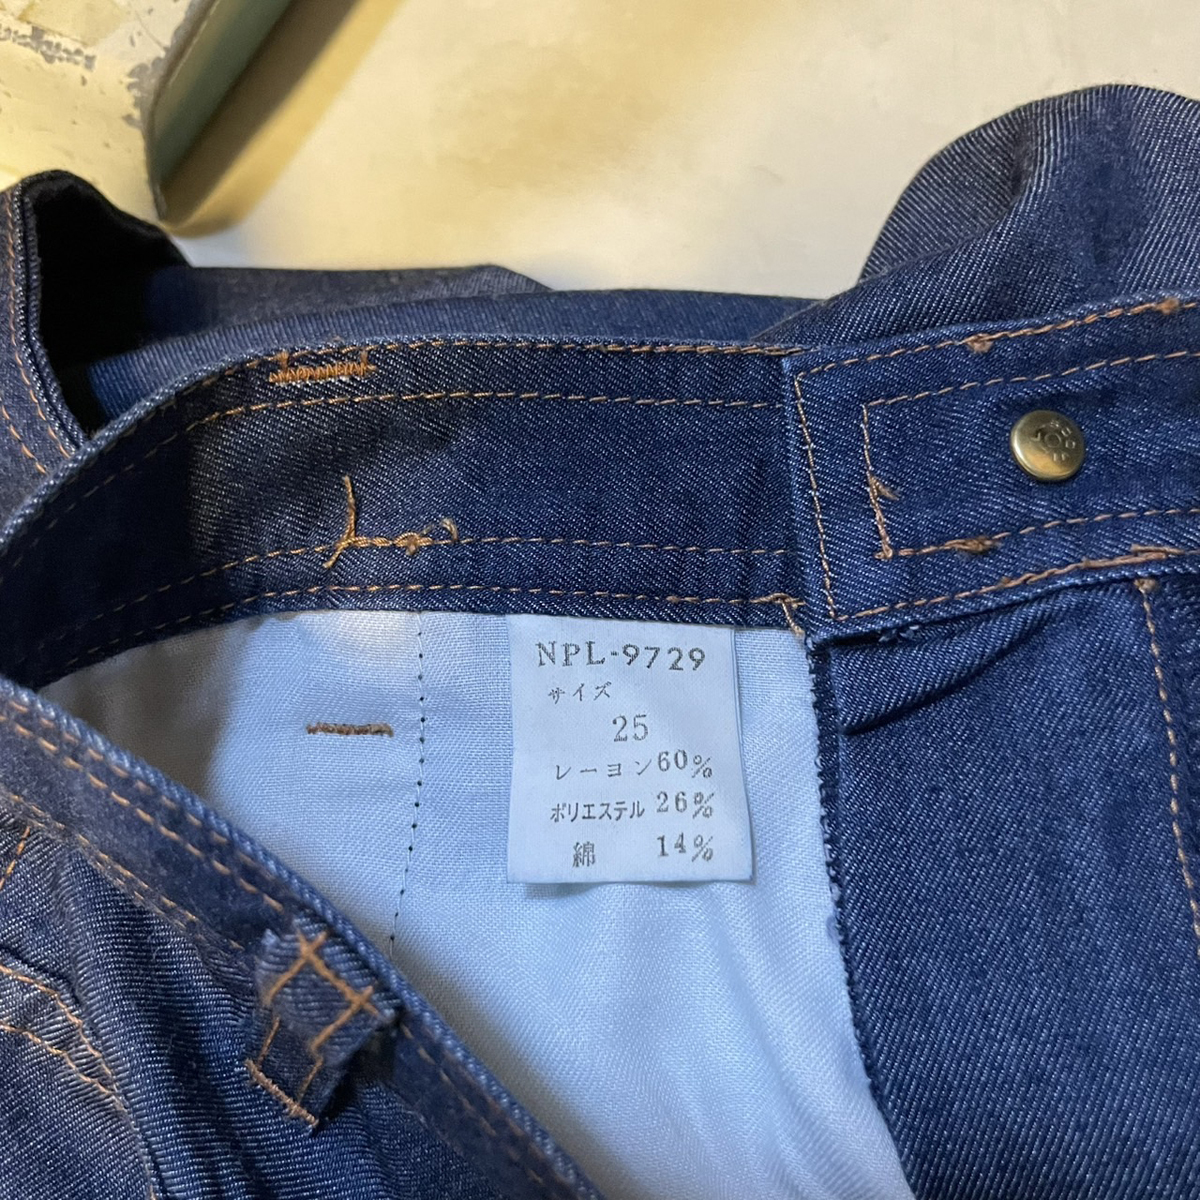 NPL-9729
サイズ
25
レーヨン60%
ポリエステル 26%
綿 14%